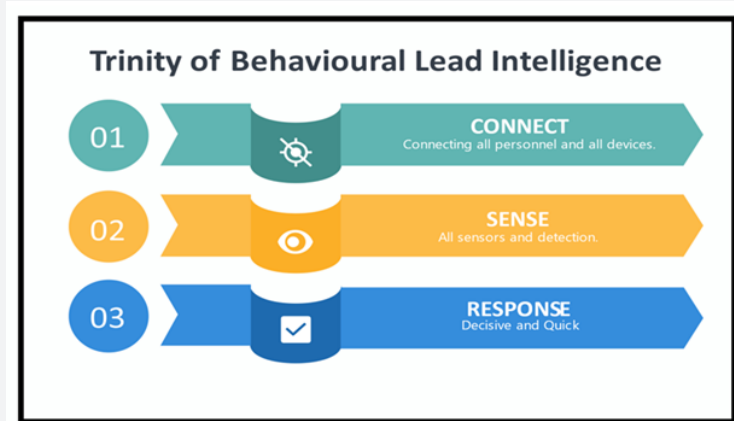 Trinity of Behavioural Lead Intelligence
01
CONNECT
Connecting all personnel and all devices.
02
SENSE
All sensors and detection.
03
RESPONSE
Decisive and Quick